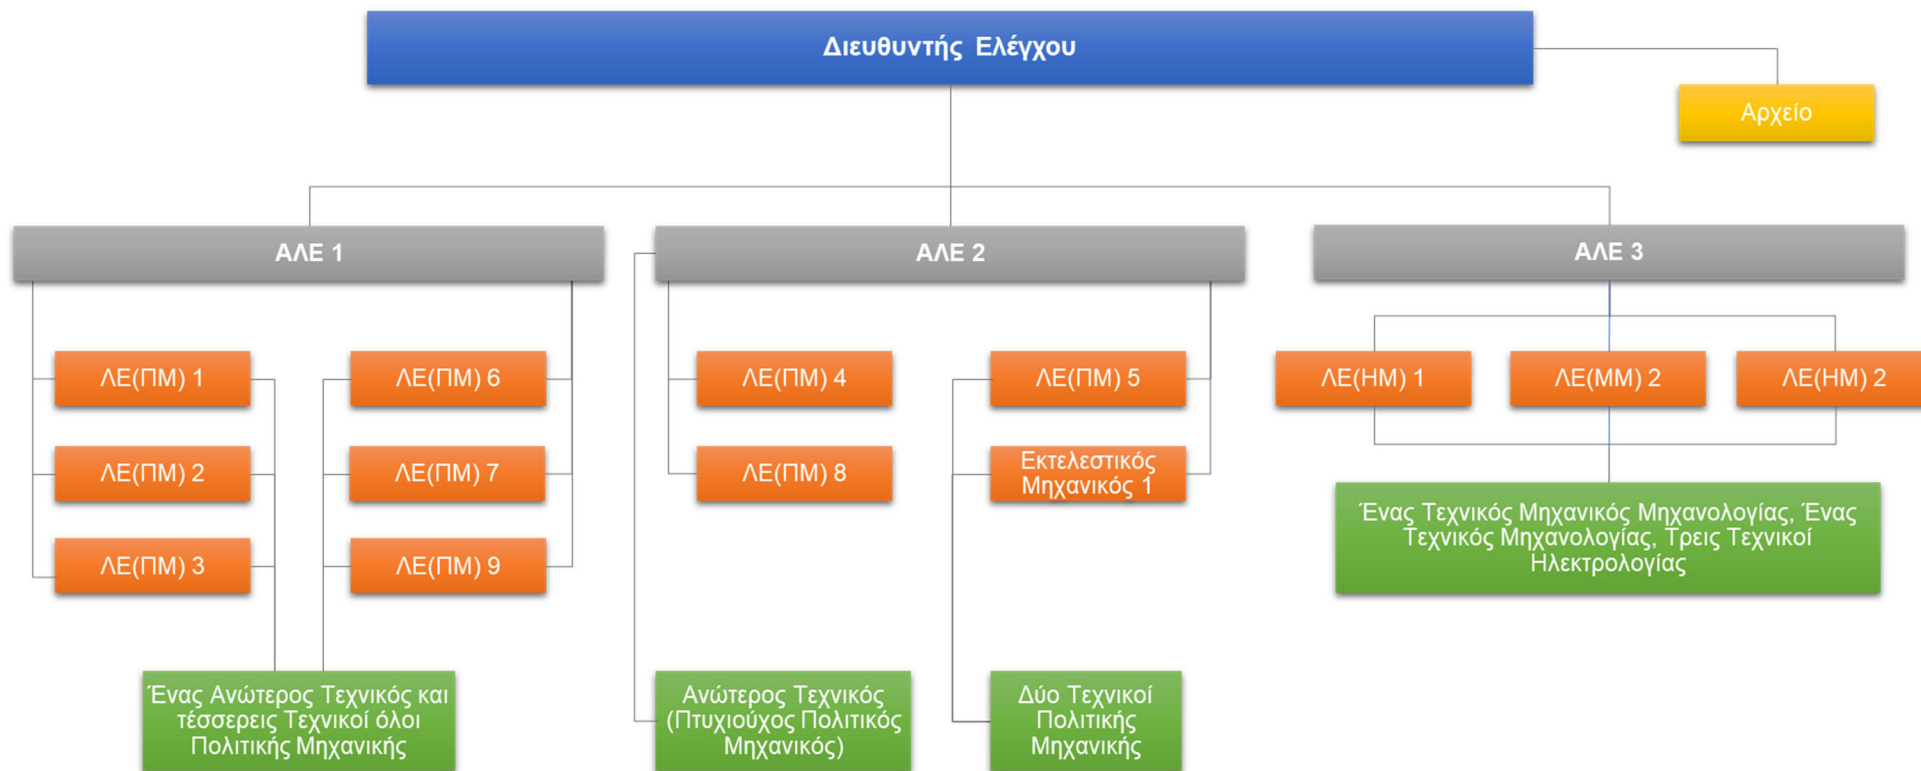 Διευθυντής Ελέγχου
Αρχείο
ΑΛΕ 1
ΑΛΕ 2
ΑΛΕ 3
ΛΕ(ΠΜ) 1
ΛΕ(ΠΜ) 6
ΛΕ(ΠΜ) 4
ΛΕ(ΠΜ) 5
ΛΕ(ΗΜ) 1
ΛΕ(ΜΜ) 2
ΛΕ(ΗΜ) 2
ΛΕ(ΠΜ) 2
ΛΕ(ΠΜ) 7
ΛΕ(ΠΜ) 8
Εκτελεστικός
Μηχανικός 1
ΛΕ(ΠΜ) 3
ΛΕ(ΠΜ) 9
Ένας Τεχνικός Μηχανικός Μηχανολογίας, Ένας
Τεχνικός Μηχανολογίας, Τρεις Τεχνικοί
Ηλεκτρολογίας
Ένας Ανώτερος Τεχνικός και
τέσσερεις Τεχνικοί όλοι
Πολιτικής Μηχανικής
Ανώτερος Τεχνικός
(Πτυχιούχος Πολιτικός
Μηχανικός)
Δύο Τεχνικοί
Πολιτικής
Μηχανικής